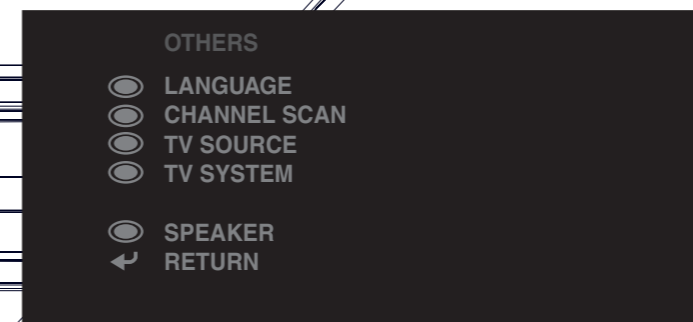 OTHERS
LANGUAGE
CHANNEL SCAN
TV SOURCE
TV SYSTEM
SPEAKER
RETURN